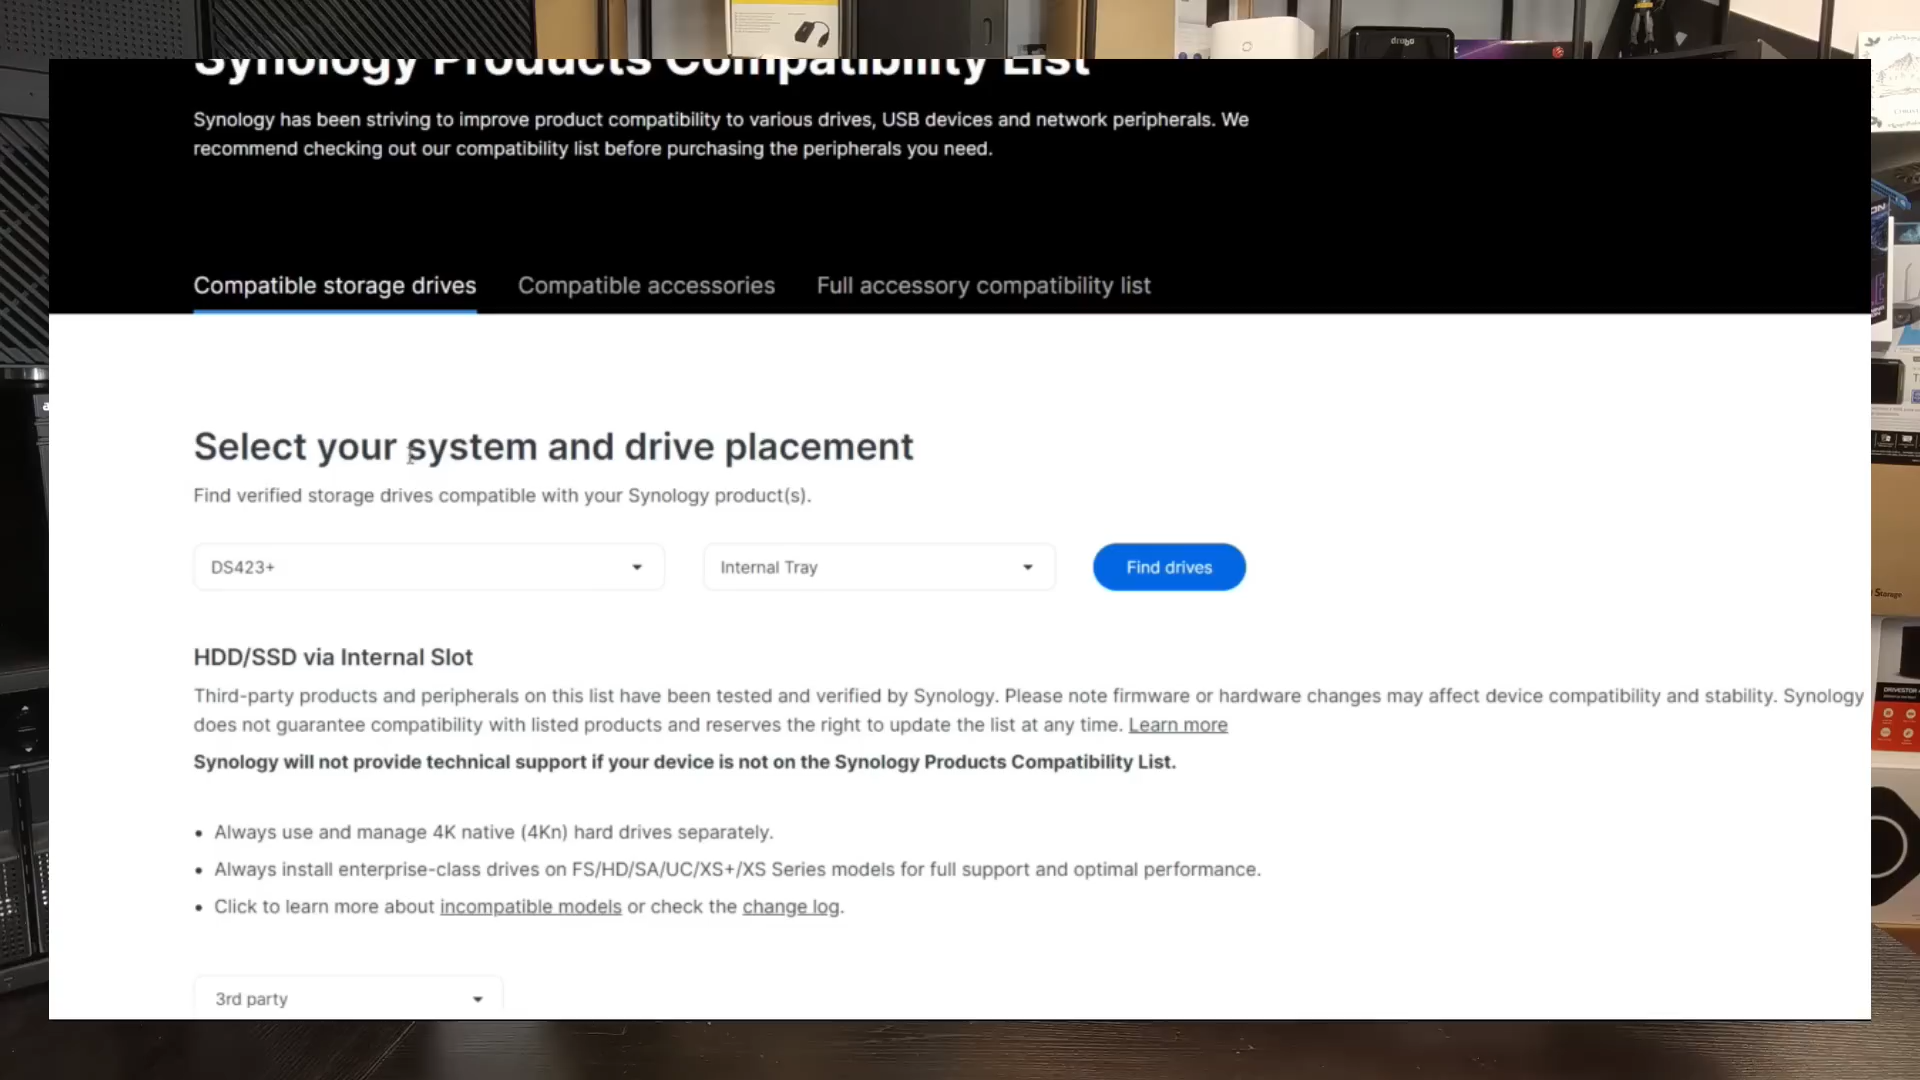 drobo
Synology Products Compatibility List
Synology has been striving to improve product compatibility to various drives, USB devices and network peripherals. We
recommend checking out our compatibility list before purchasing the peripherals you need.
Compatible storage drives
Compatible accessories
Full accessory compatibility list
Select your system and drive placement
Find verified storage drives compatible with your Synology product(s).
DS423+
Internal Tray
Find drives
HDD/SSD via Internal Slot
Third-party products and peripherals on this list have been tested and verified by Synology. Please note firmware or hardware changes may affect device compatibility and stability. Synology
does not guarantee compatibility with listed products and reserves the right to update the list at any time. Learn more
Synology will not provide technical support if your device is not on the Synology Products Compatibility List.
• Always use and manage 4K native (4Kn) hard drives separately.
• Always install enterprise-class drives on FS/HD/SA/UC/XS+/XS Series models for full support and optimal performance.
• Click to learn more about incompatible models or check the change log.
3rd party
Storage
DRIVESTOR